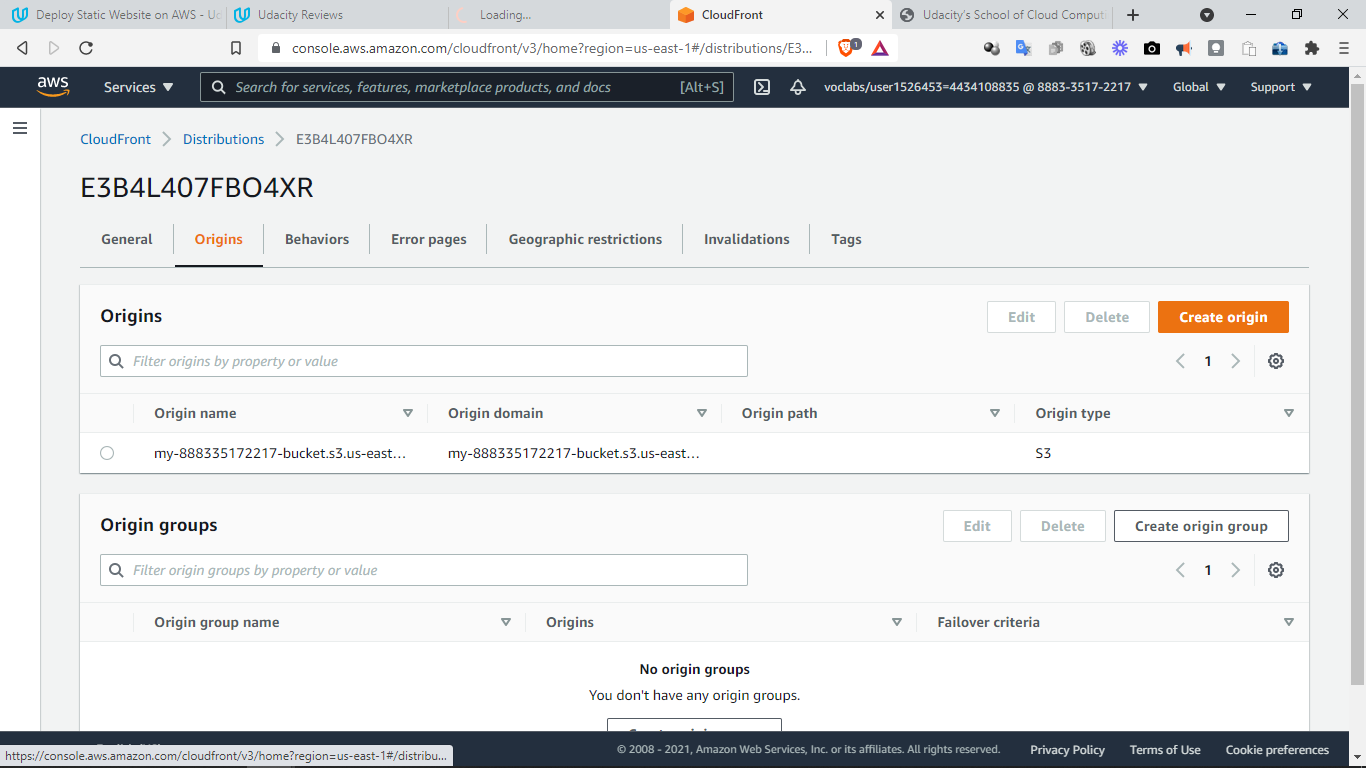 Deploy Static Website on AWS - Ud
Udacity Reviews
Loading...
CloudFront
Udacity's School of Cloud Comput
console.aws.amazon.com/cloudfront/v3/home?region=us-east-1#/distributions/E3...
1
aws
Services
Search for services, features, marketplace products, and docs
[Alt+S]
voclabs/user1526453=4434108835 @ 8883-3517-2217
Global
Support
CloudFront
Distributions
E3B4L407FBO4XR
E3B4L407FBO4XR
General
Origins
Behaviors
Error pages
Geographic restrictions
Invalidations
Tags
Origins
Edit
Delete
Create origin
Filter origins by property or value
1
Origin name
Origin domain
Origin path
Origin type
my-888335172217-bucket.s3.us-east...
my-888335172217-bucket.s3.us-east...
S3
Origin groups
Edit
Delete
Create origin group
Filter origin groups by property or value
1
Origin group name
Origins
Failover criteria
No origin groups
You don't have any origin groups.
© 2008 - 2021, Amazon Web Services, Inc. or its affiliates. All rights reserved.
Privacy Policy
Terms of Use
Cookie preferences
https://console.aws.amazon.com/cloudfront/v3/home?region=us-east-1#/distribu...